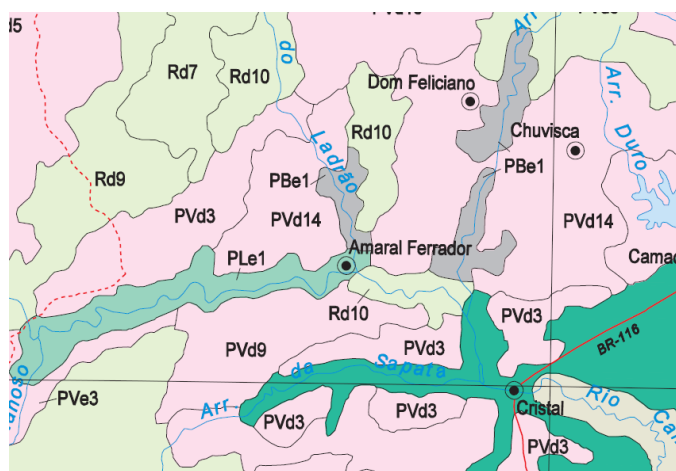 Rd7
Rd10
do
Dom Feliciano
Arr.
Duro
Rd10
Ladrão
Chuvisca
Rd9
PBe1
PBe1
PVd3
PVd14
PVd14
PLe1
Amaral Ferrador
Rd10
PVd3
BR-116
PVd9
PVd3
Arr. da Sapata
PVe3
PVd3
PVd3
Cristal
Rio
PVd3